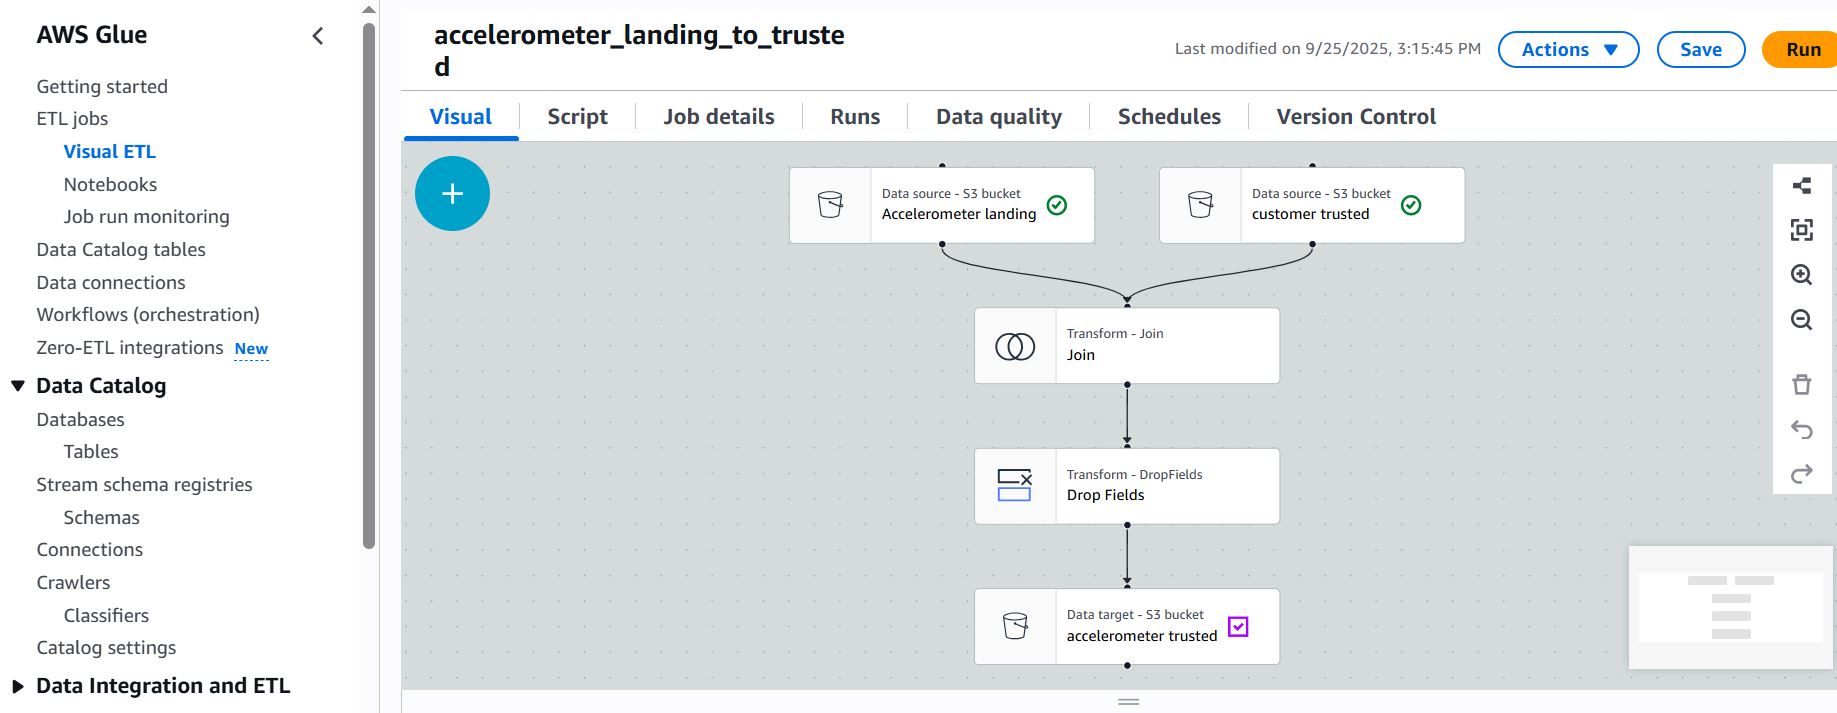 AWS Glue
Getting started
ETL jobs
Visual ETL
Notebooks
Job run monitoring
Data Catalog tables
Data connections
Workflows (orchestration)
Zero-ETL integrations New
Data Catalog
Databases
Tables
Stream schema registries
Schemas
Connections
Crawlers
Classifiers
Catalog settings
Data Integration and ETL
accelerometer_landing_to_truste
d
Last modified on 9/25/2025, 3:15:45 PM
Actions
Save
Run
Visual
Script
Job details
Runs
Data quality
Schedules
Version Control
Data source - S3 bucket
Accelerometer landing
Data source - S3 bucket
customer trusted
Transform - Join
Join
Transform - DropFields
Drop Fields
Data target - S3 bucket
accelerometer trusted